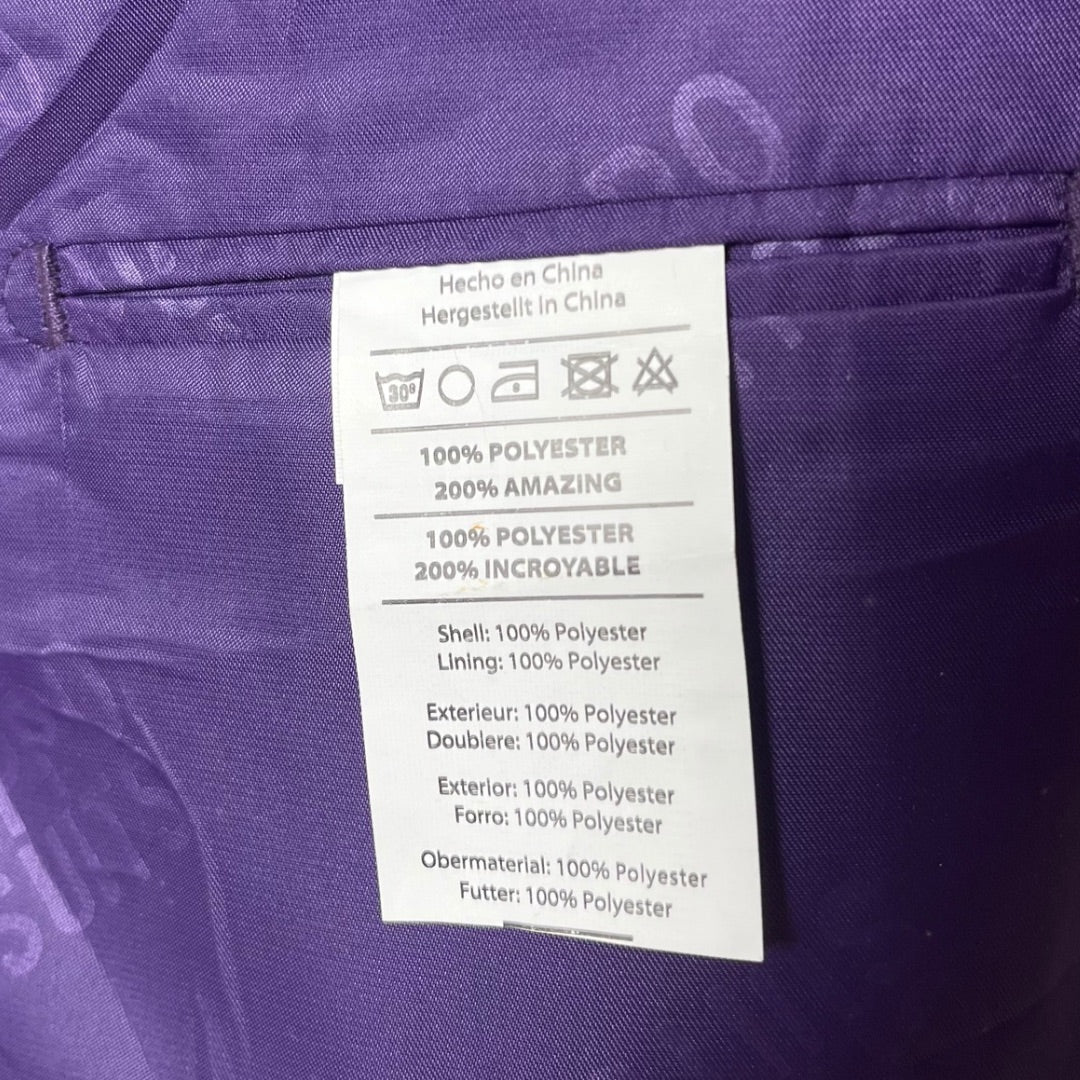 Hecho en China
Hergestellt in China
30°
100% POLYESTER
200% AMAZING
100% POLYESTER
200% INCROYABLE
Shell: 100% Polyester
Lining: 100% Polyester
Exterieur: 100% Polyester
Doublere: 100% Polyester
Exterior: 100% Polyester
Forro: 100% Polyester
Obermaterial: 100% Polyester
Futter: 100% Polyester